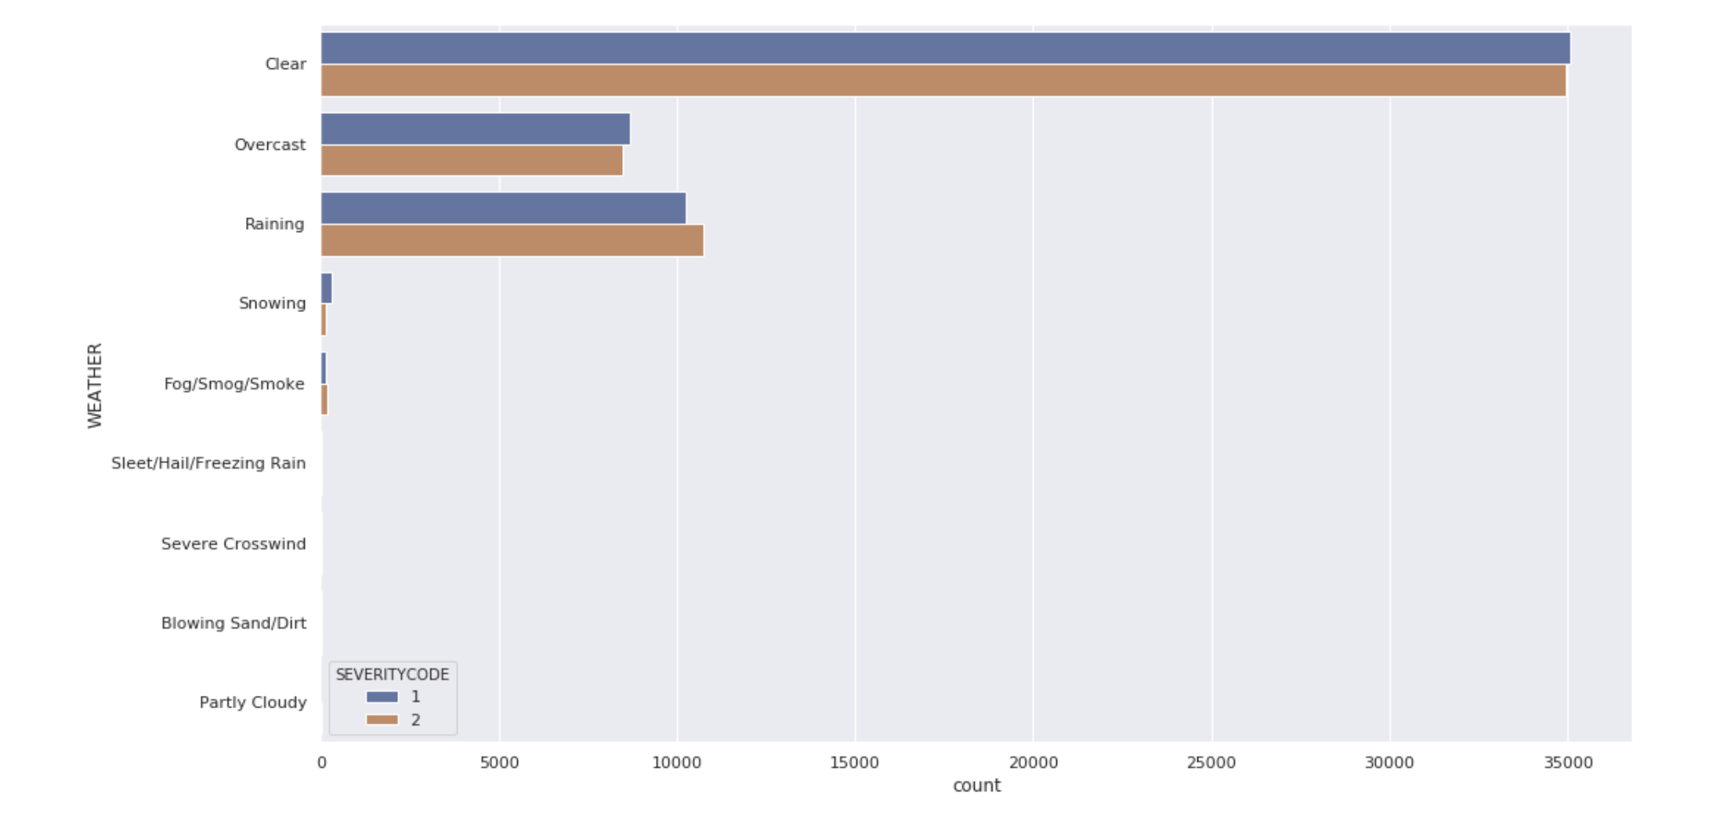 Clear
Overcast
Raining
Snowing
Fog/Smog/Smoke
Sleet/Hail/Freezing Rain
Severe Crosswind
Blowing Sand/Dirt
Partly Cloudy
WEATHER
SEVERITYCODE
1
2
0 5000 10000 15000 20000 25000 30000 35000
count